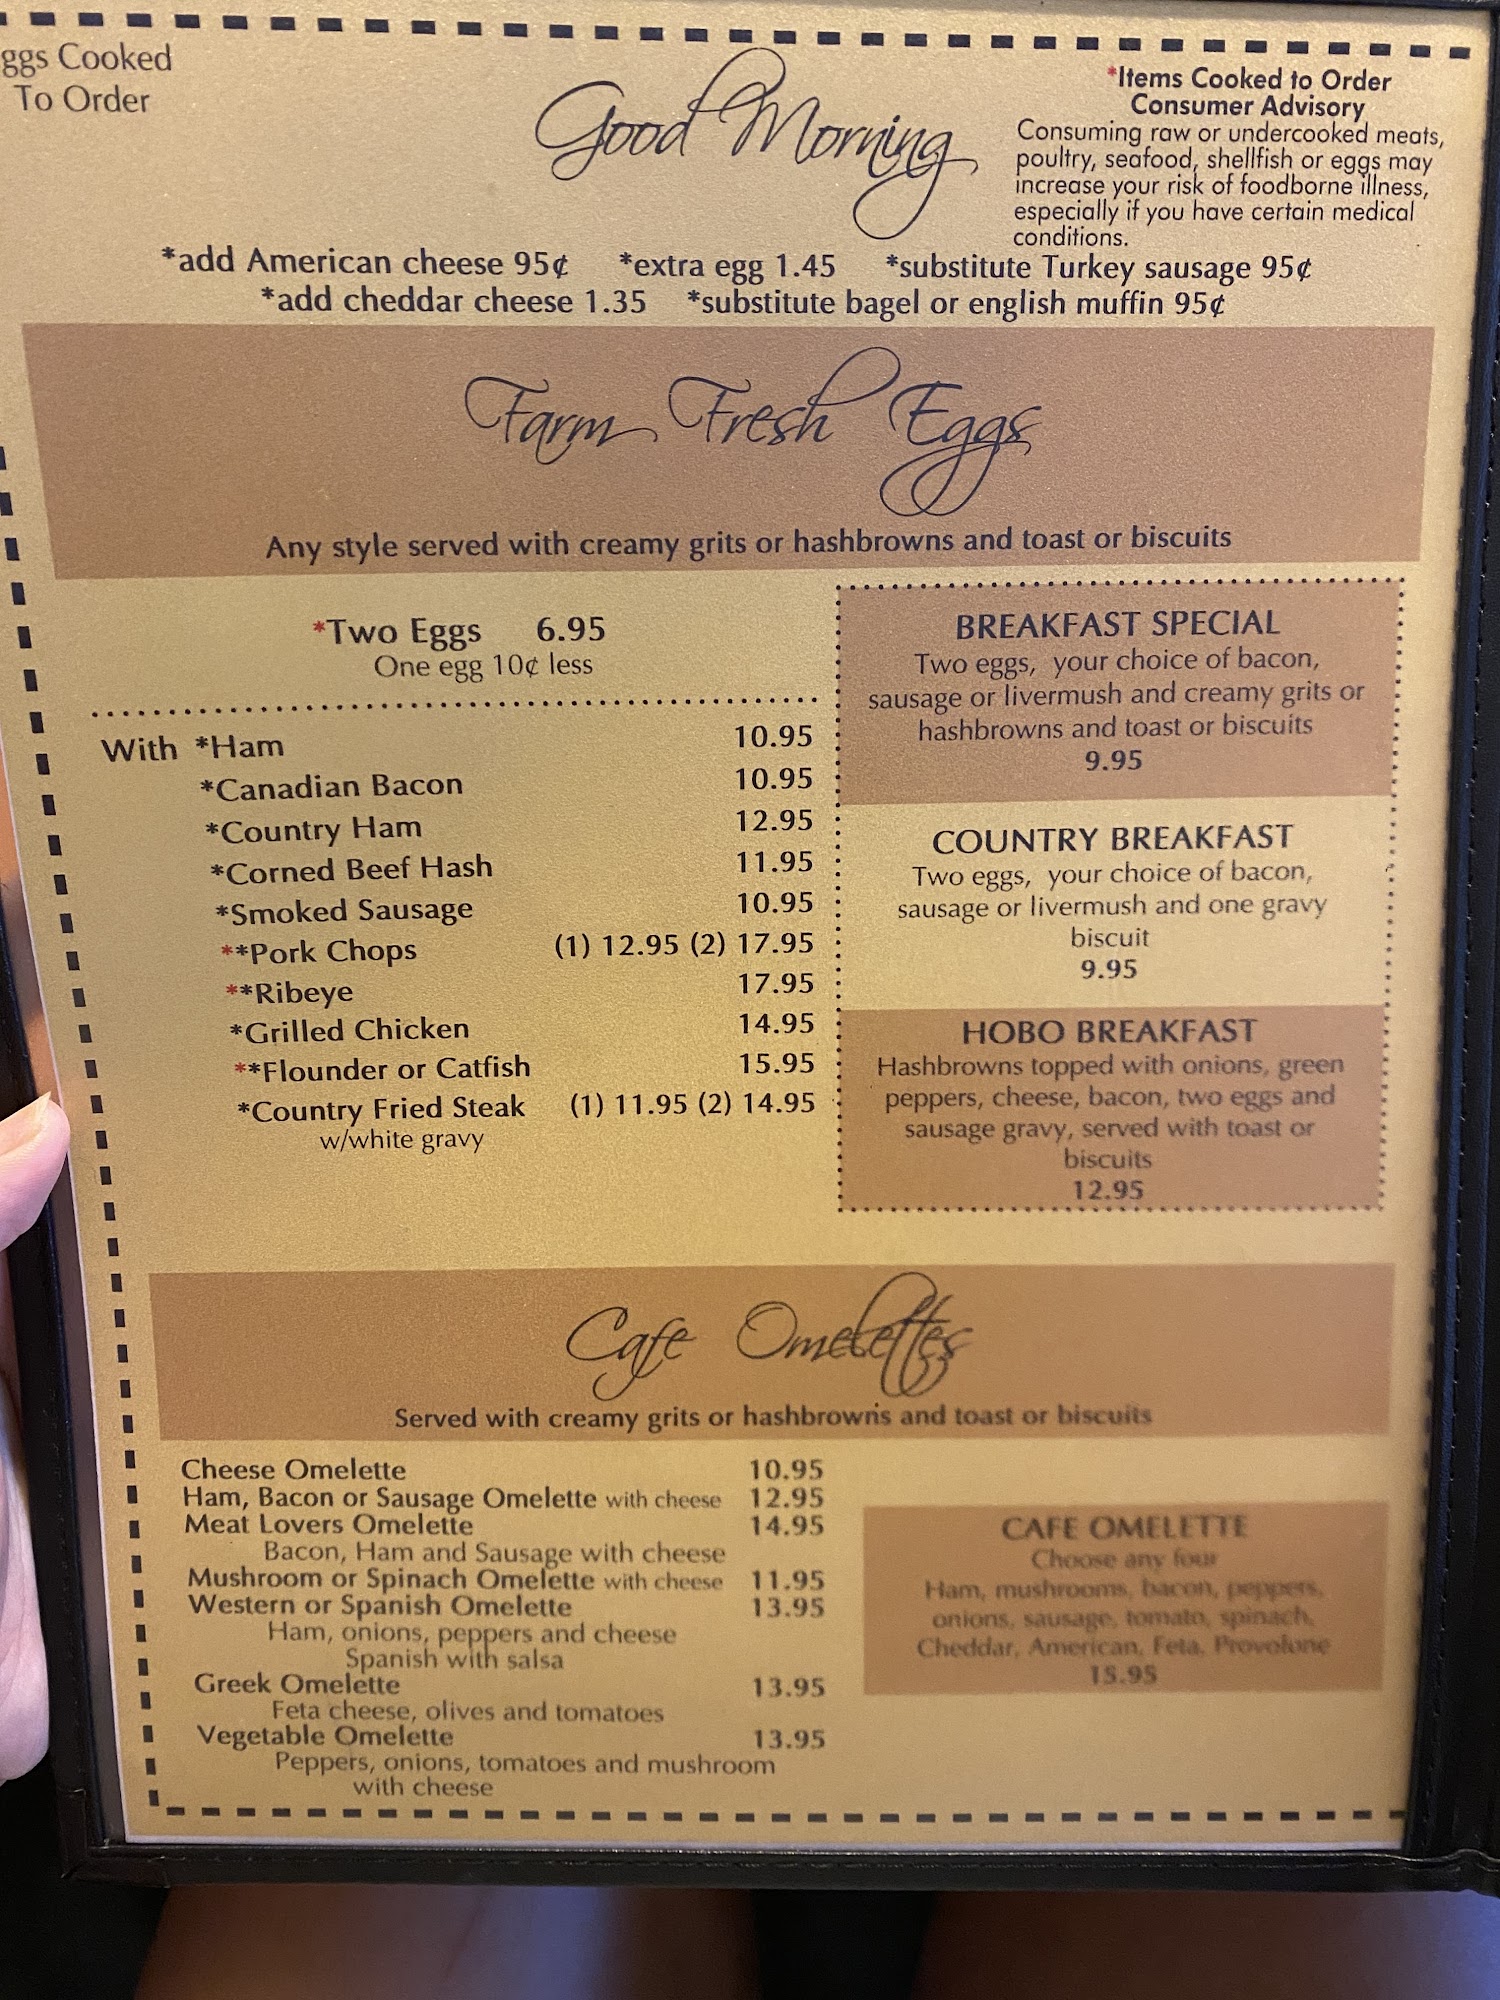 ggs Cooked
To Order
Good Morning
*Items Cooked to Order
Consumer Advisory
Consuming raw or undercooked meats,
poultry, seafood, shellfish or eggs may
increase your risk of foodborne illness,
especially if you have certain medical
conditions.
*add American cheese 95¢ *extra egg 1.45 *substitute Turkey sausage 95¢
*add cheddar cheese 1.35 *substitute bagel or english muffin 95¢
Farm Fresh Eggs
Any style served with creamy grits or hashbrowns and toast or biscuits
*Two Eggs 6.95
One egg 10¢ less
With *Ham 10.95
*Canadian Bacon 10.95
*Country Ham 12.95
*Corned Beef Hash 11.95
*Smoked Sausage 10.95
**Pork Chops (1) 12.95 (2) 17.95
**Ribeye 17.95
*Grilled Chicken 14.95
**Flounder or Catfish 15.95
*Country Fried Steak (1) 11.95 (2) 14.95
w/white gravy
BREAKFAST SPECIAL
Two eggs, your choice of bacon,
sausage or livermush and creamy grits or
hashbrowns and toast or biscuits
9.95
COUNTRY BREAKFAST
Two eggs, your choice of bacon,
sausage or livermush and one gravy
biscuit
9.95
HOBO BREAKFAST
Hashbrowns topped with onions, green
peppers, cheese, bacon, two eggs and
sausage gravy, served with toast or
biscuits
12.95
Cafe Omelettes
Served with creamy grits or hashbrowns and toast or biscuits
Cheese Omelette 10.95
Ham, Bacon or Sausage Omelette with cheese 12.95
Meat Lovers Omelette 14.95
Bacon, Ham and Sausage with cheese
Mushroom or Spinach Omelette with cheese 11.95
Western or Spanish Omelette 13.95
Ham, onions, peppers and cheese
Spanish with salsa
Greek Omelette 13.95
Feta cheese, olives and tomatoes
Vegetable Omelette 13.95
Peppers, onions, tomatoes and mushroom
with cheese
CAFE OMELETTE
Choose any four
Ham, mushrooms, bacon, peppers,
onions, sausage, tomato, spinach,
Cheddar, American, Feta, Provolone
15.95